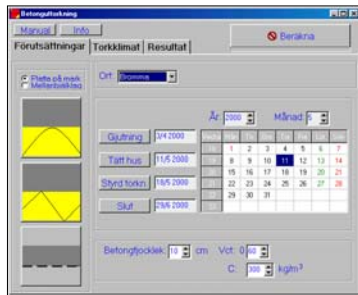 Betonguttorkning
Manual Info
Beräkna
Förutsättningar Torkklimat Resultat
Platta på mark
Mellanbjälklag
Ort: Bromma
År: 2000 Månad: 5
Gjutning 3/4 2000
Tätt hus 11/5 2000
Styrd torkn. 18/5 2000
Slut 29/6 2000
1 2 3 4 5 6 7
8 9 10 11 12 13 14
15 16 17 18 19 20 21
22 23 24 25 26 27 28
29 30 31
Betongtjocklek: 10 cm Vct: 0 60
C: 300 kg/m³